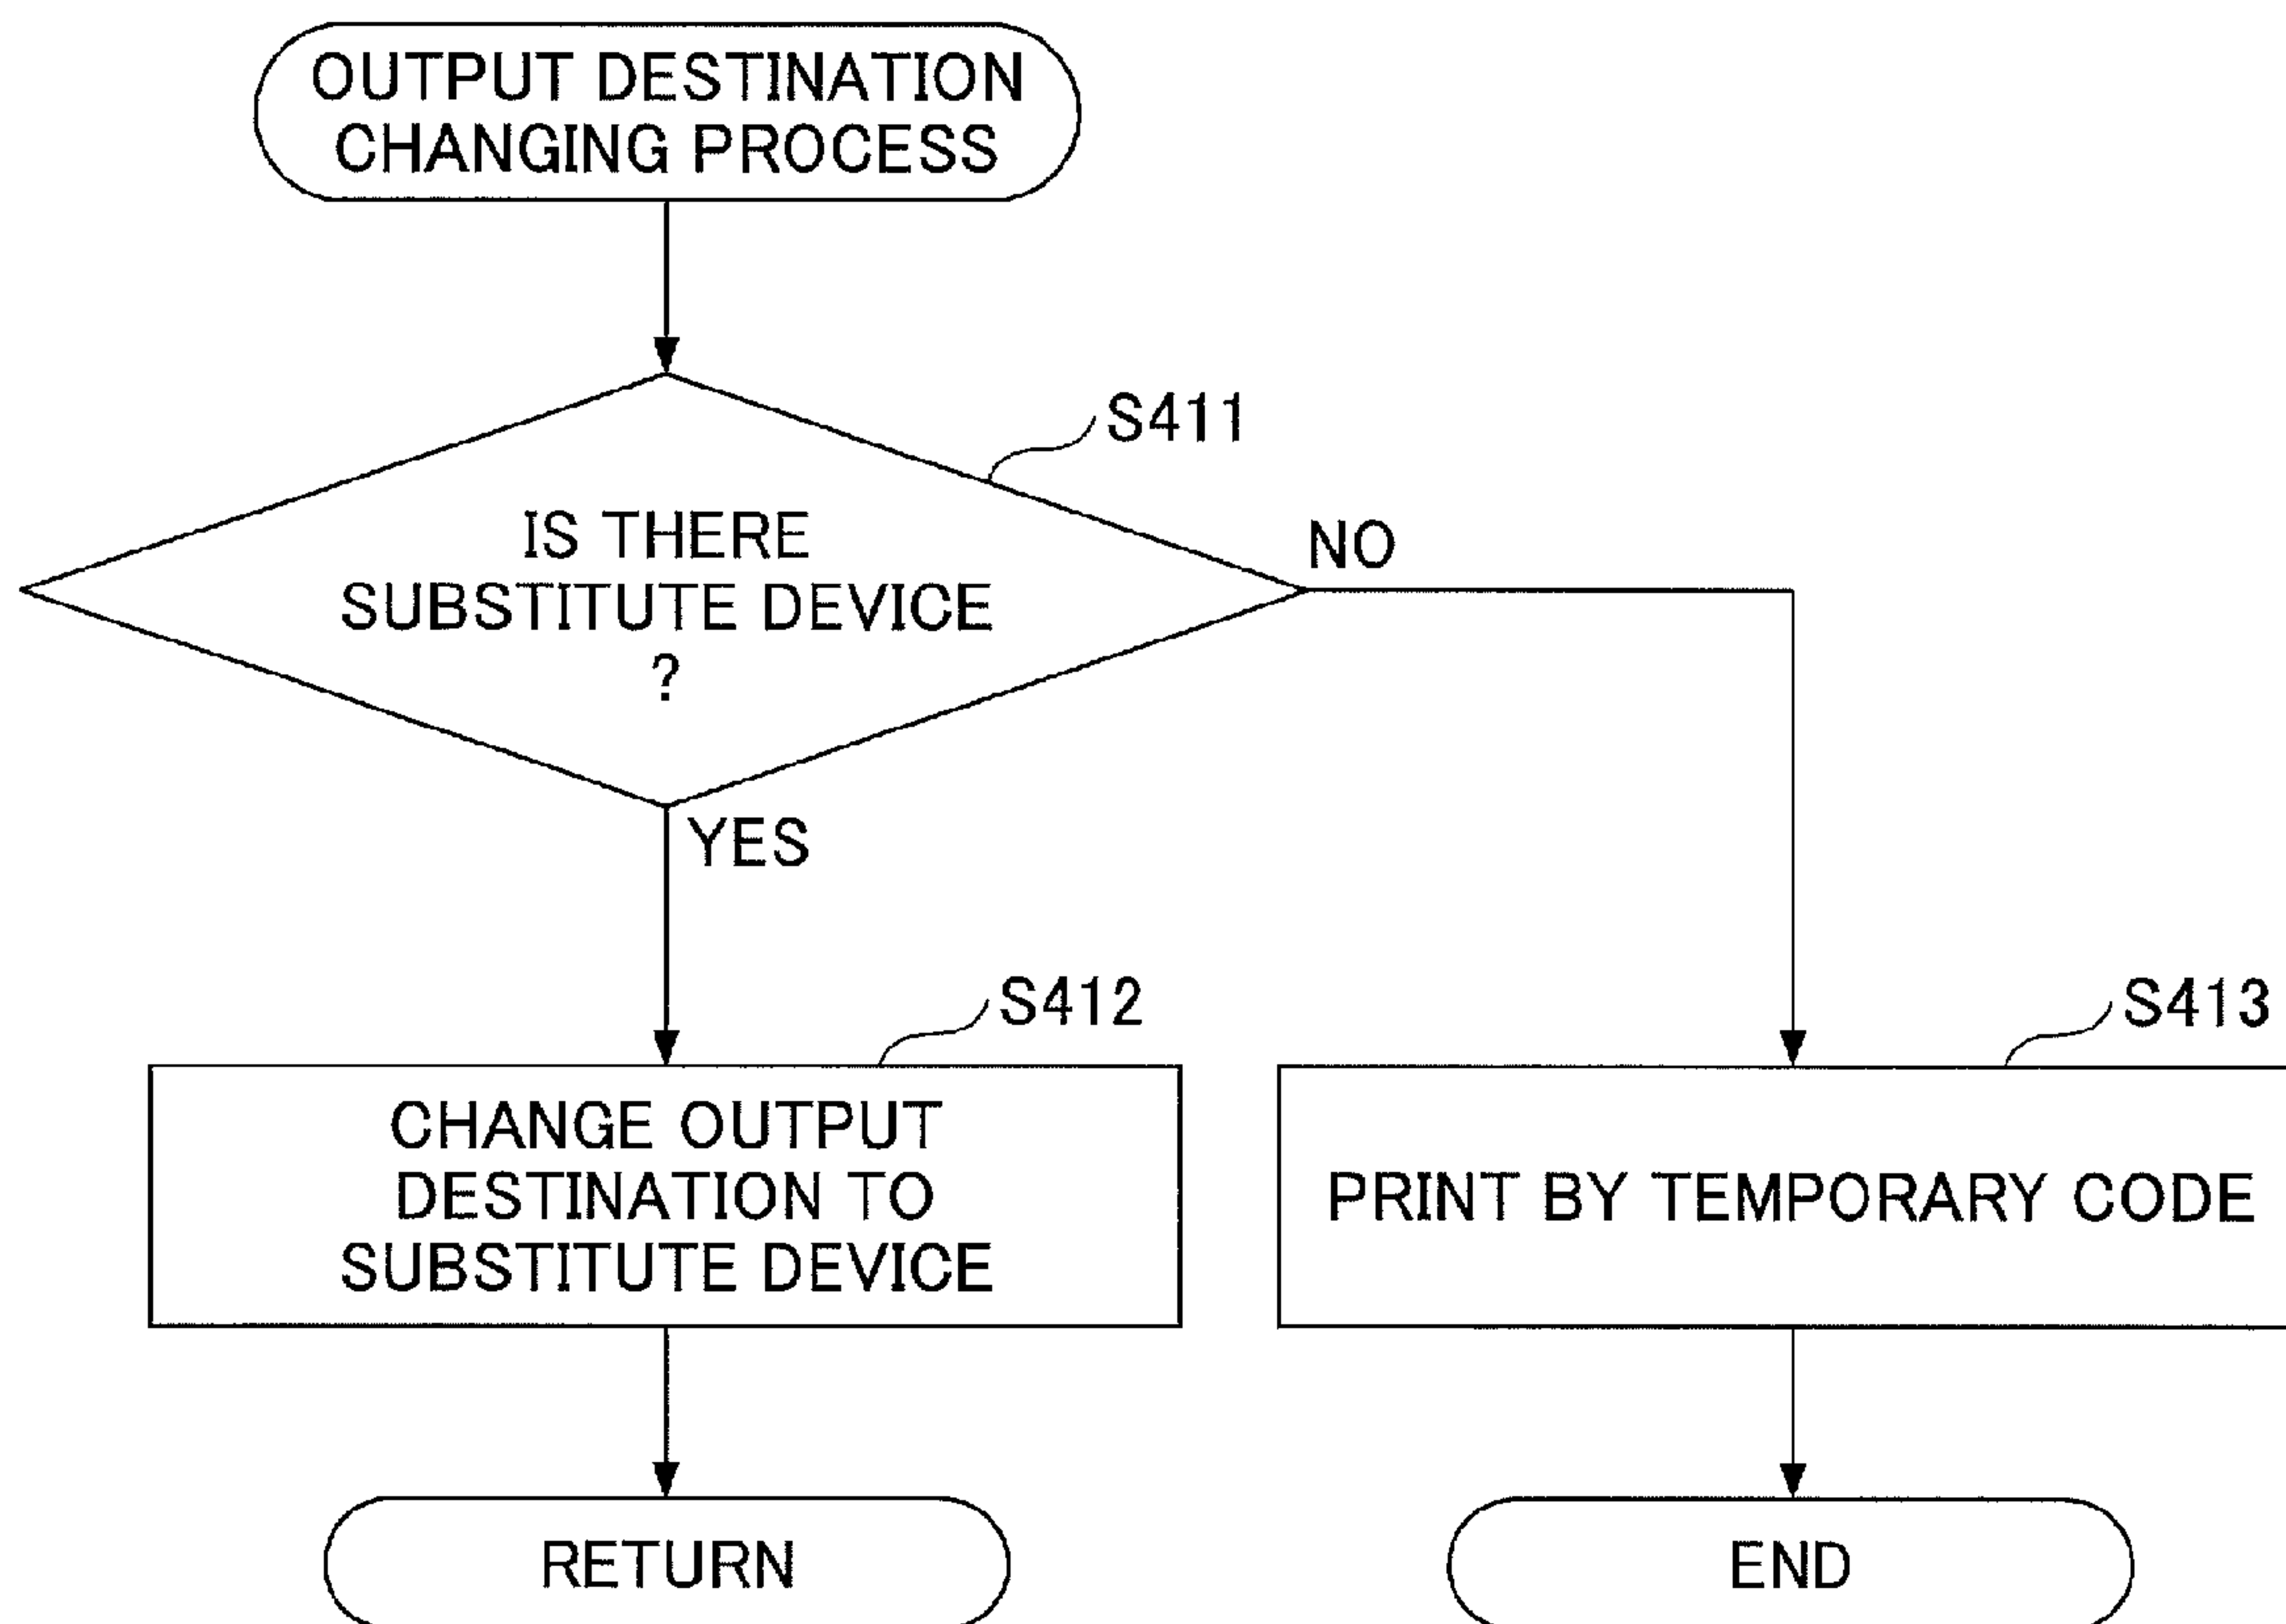 OUTPUT DESTINATION
CHANGING PROCESS
S411
IS THERE
SUBSTITUTE DEVICE
?
NO
YES
S412
S413
CHANGE OUTPUT
DESTINATION TO
SUBSTITUTE DEVICE
PRINT BY TEMPORARY CODE
RETURN
END